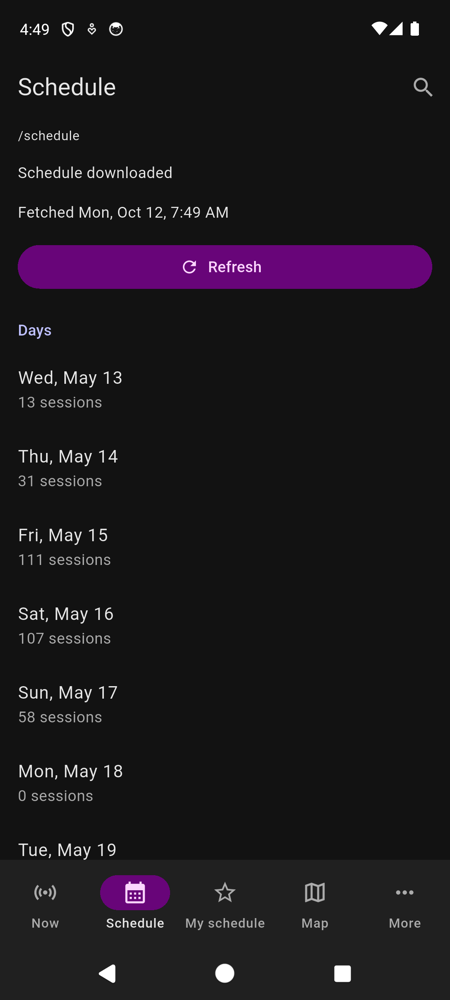 4:49
Schedule
/schedule
Schedule downloaded
Fetched Mon, Oct 12, 7:49 AM
Refresh
Days
Wed, May 13
13 sessions
Thu, May 14
31 sessions
Fri, May 15
111 sessions
Sat, May 16
107 sessions
Sun, May 17
58 sessions
Mon, May 18
0 sessions
Tue, May 19
Now
Schedule
My schedule
Map
More